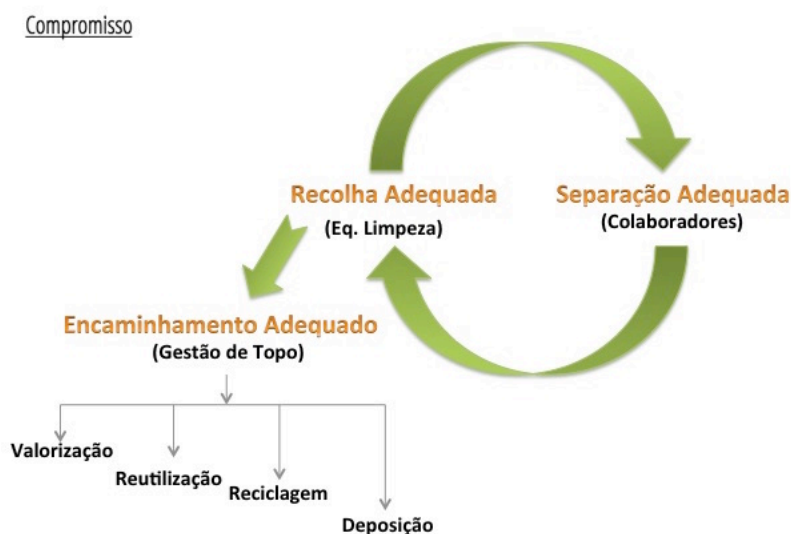 Compromisso
Recolha Adequada
(Eq. Limpeza)
Separação Adequada
(Colaboradores)
Encaminhamento Adequado
(Gestão de Topo)
Valorização
Reutilização
Reciclagem
Deposição